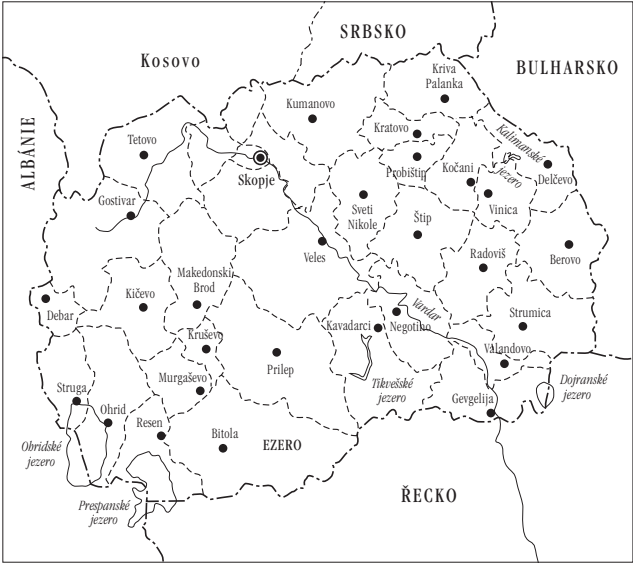 SRBSKO
Kosovo
BULHARSKO
Kriva
Palanka
Kumanovo
ALBÁNIE
Kratovo
Tetovo
Kalimanské
jezero
Probištip
Kočani
Skopje
Delčevo
Gostivar
Sveti
Nikole
Vinica
Štip
Veles
Radoviš
Berovo
Makedonski
Brod
Kičevo
Vardar
Debar
Kavadarci
Negotino
Strumica
Kruševo
Valandovo
Prilep
Murgaševo
Tikvešské
jezero
Dojranské
jezero
Struga
Gevgelija
Ohrid
Resen
Bitola
EZERO
Ohridské
jezero
Prespanské
jezero
ŘECKO